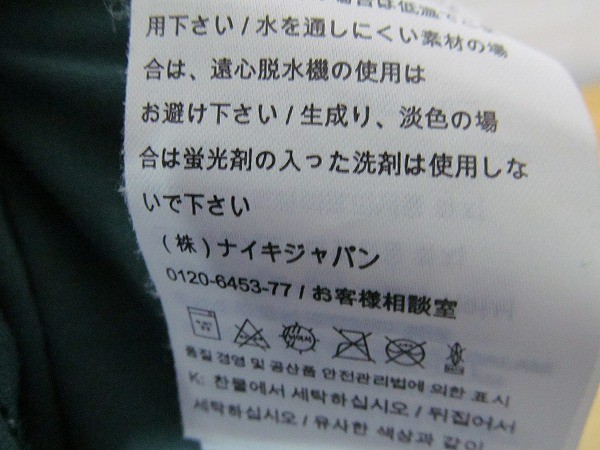 場合は低温で
用下さい / 水を通しにくい素材の場
合は、遠心脱水機の使用は
お避け下さい / 生成り、淡色の場
合は蛍光剤の入った洗剤は使用しな
いで下さい
(株) ナイキジャパン
0120-6453-77 / お客様相談室
품질 경영 및 공산품 안전관리법에 의한 표시
K: 찬물에서 세탁하십시오 / 뒤집어서
세탁하십시오 / 유사한 색상과 같이